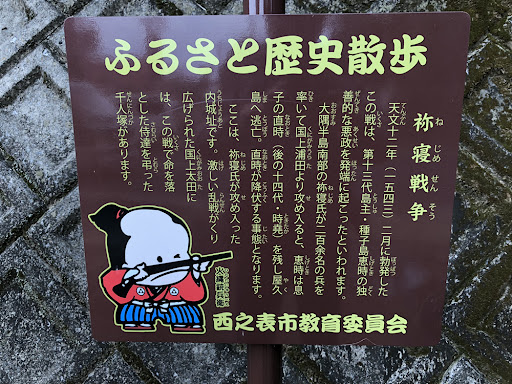 ふるさと歴史散歩
祢寝戦争
ねじめせんそう
天文十二年（一五四三）二月に勃発した
この戦は、第十三代島主・種子島恵時の独
善的な悪政を発端に起こったといわれます。
大隅半島南部の祢寝氏が二百余名の兵を
率いて国上浦田より攻め入ると、恵時は息
子の直時（後の十四代・時堯）を残し屋久
島へ逃亡。直時が降伏する事態となります。
ここは、祢寝氏が攻め入った
内城址です。激しい乱戦がくり
広げられた国上太田に
は、この戦で命を落
とした侍達を弔った
千人塚があります。
西之表市教育委員会